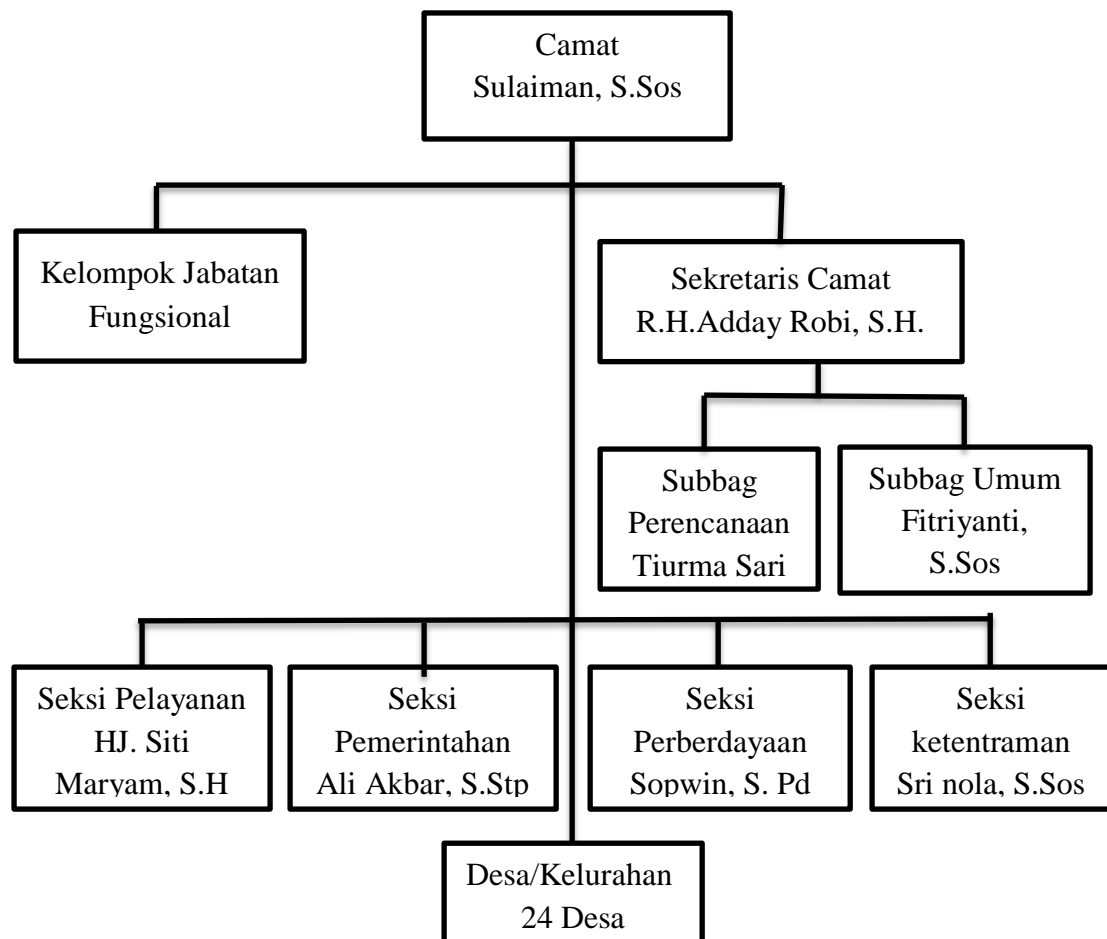 Camat
Sulaiman, S.Sos
Kelompok Jabatan
Fungsional
Sekretaris Camat
R.H.Adday Robi, S.H.
Subbag
Perencanaan
Tiurma Sari
Subbag Umum
Fitriyanti,
S.Sos
Seksi Pelayanan
HJ. Siti
Maryam, S.H
Seksi
Pemerintahan
Ali Akbar, S.Stp
Seksi
Perberdayaan
Sopwin, S. Pd
Seksi
ketentraman
Sri nola, S.Sos
Desa/Kelurahan
24 Desa